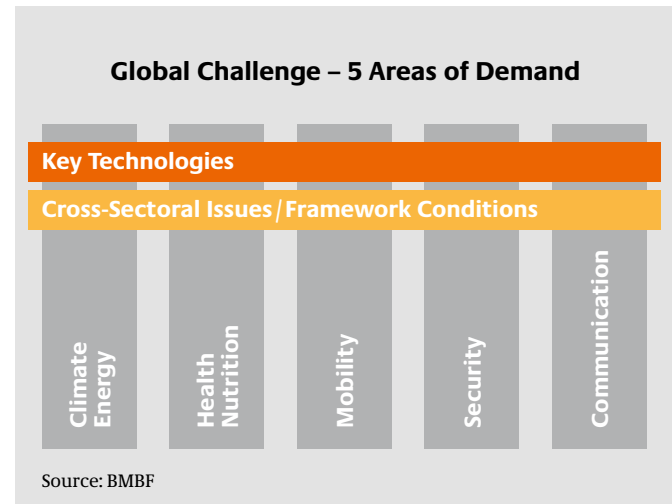 Global Challenge – 5 Areas of Demand
Key Technologies
Cross-Sectoral Issues/Framework Conditions
Climate
Energy
Health
Nutrition
Mobility
Security
Communication
Source: BMBF